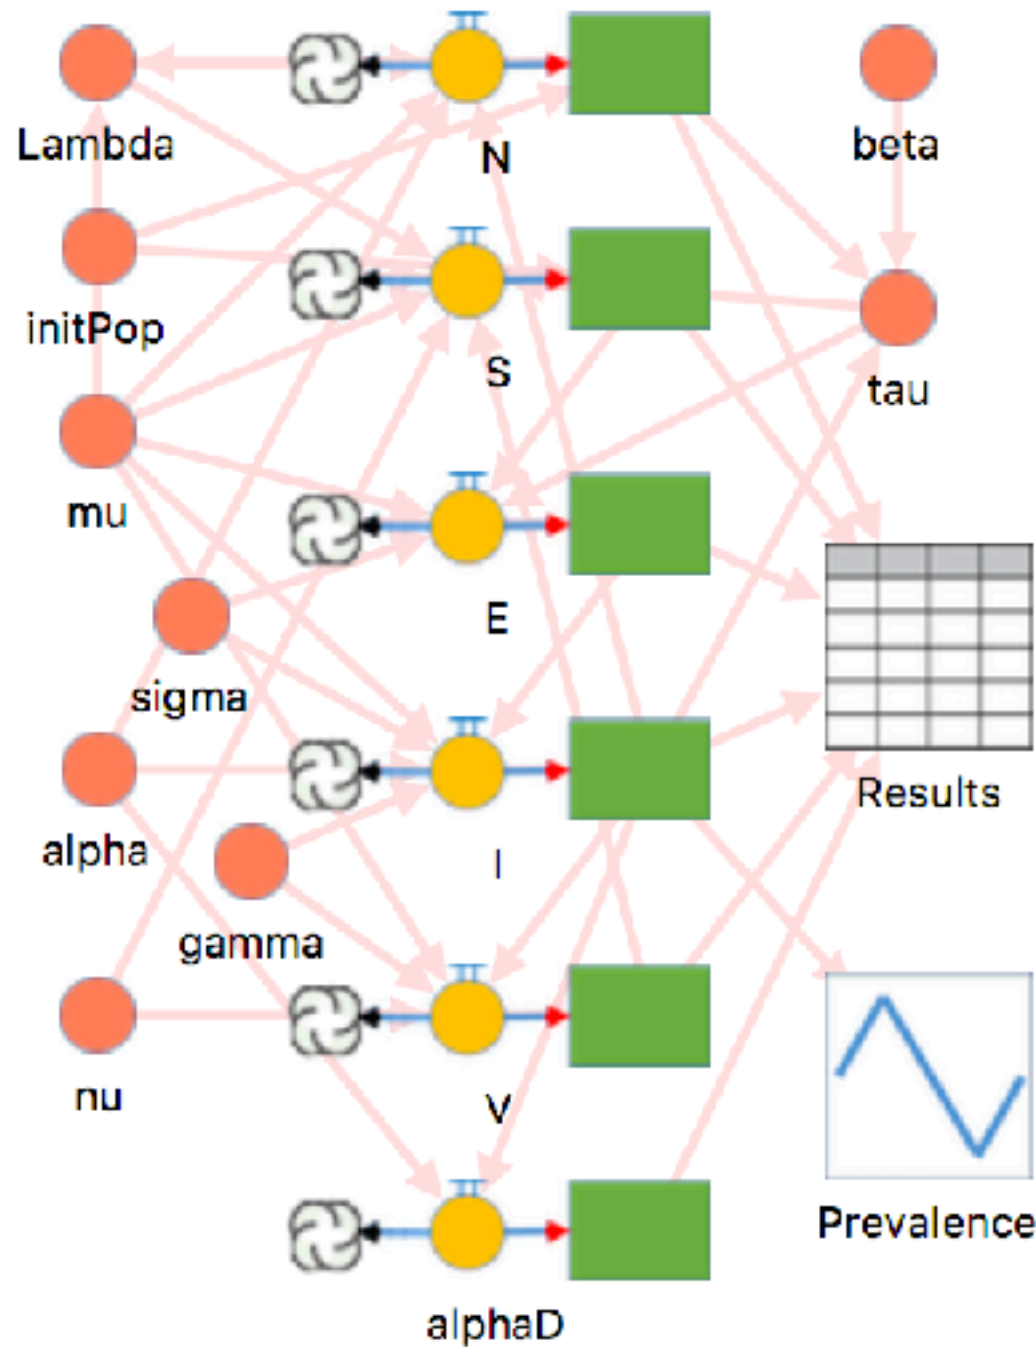 Lambda
N
beta
initPop
S
tau
mu
E
sigma
Results
alpha
I
gamma
nu
V
Prevalence
alphaD